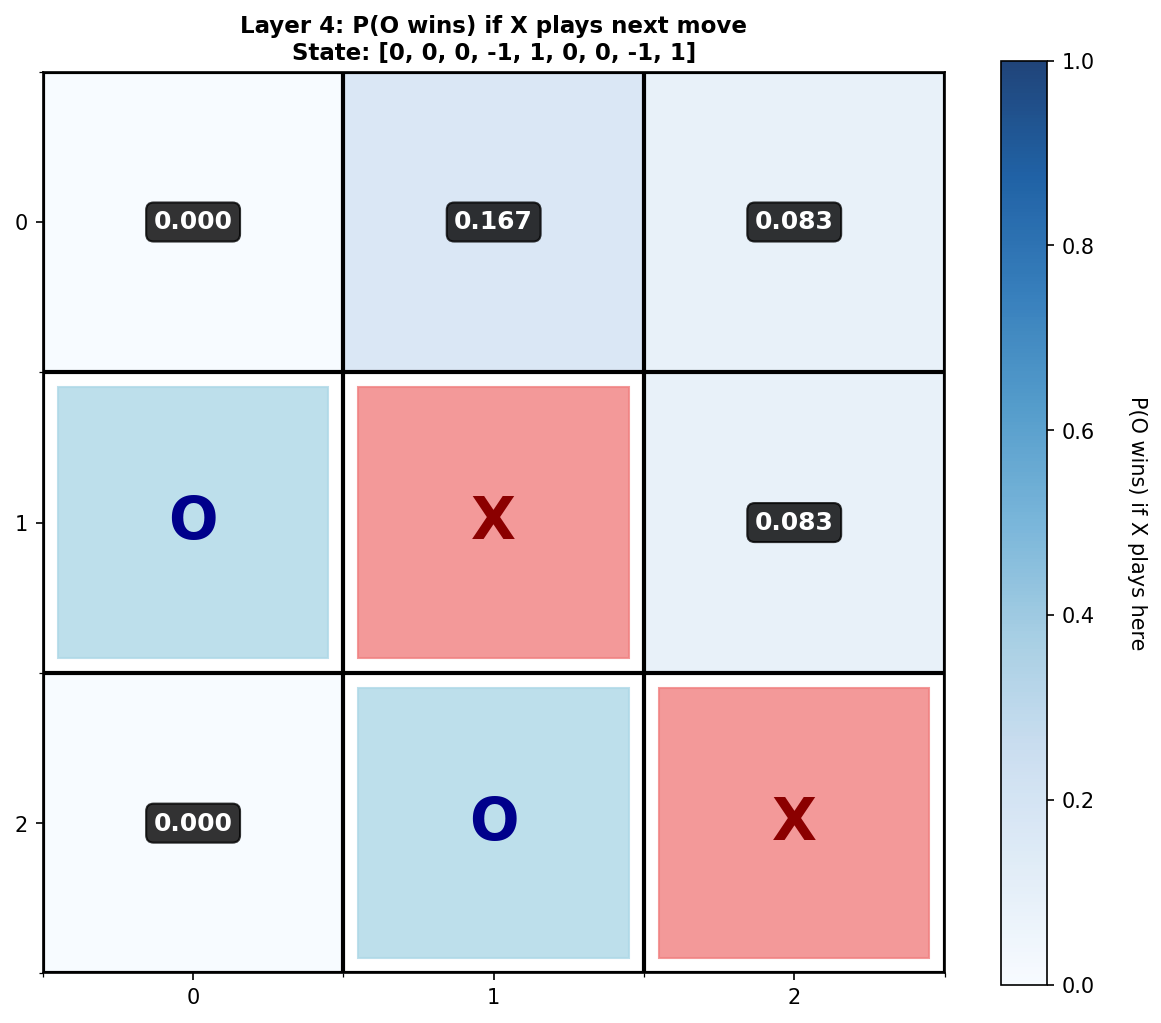 Layer 4: P(O wins) if X plays next move
State: [0, 0, 0, -1, 1, 0, 0, -1, 1]
0
0.000
0.167
0.083
1
O
X
0.083
2
0.000
O
X
0
1
2
1.0
0.8
0.6
0.4
0.2
0.0
P(O wins) if X plays here